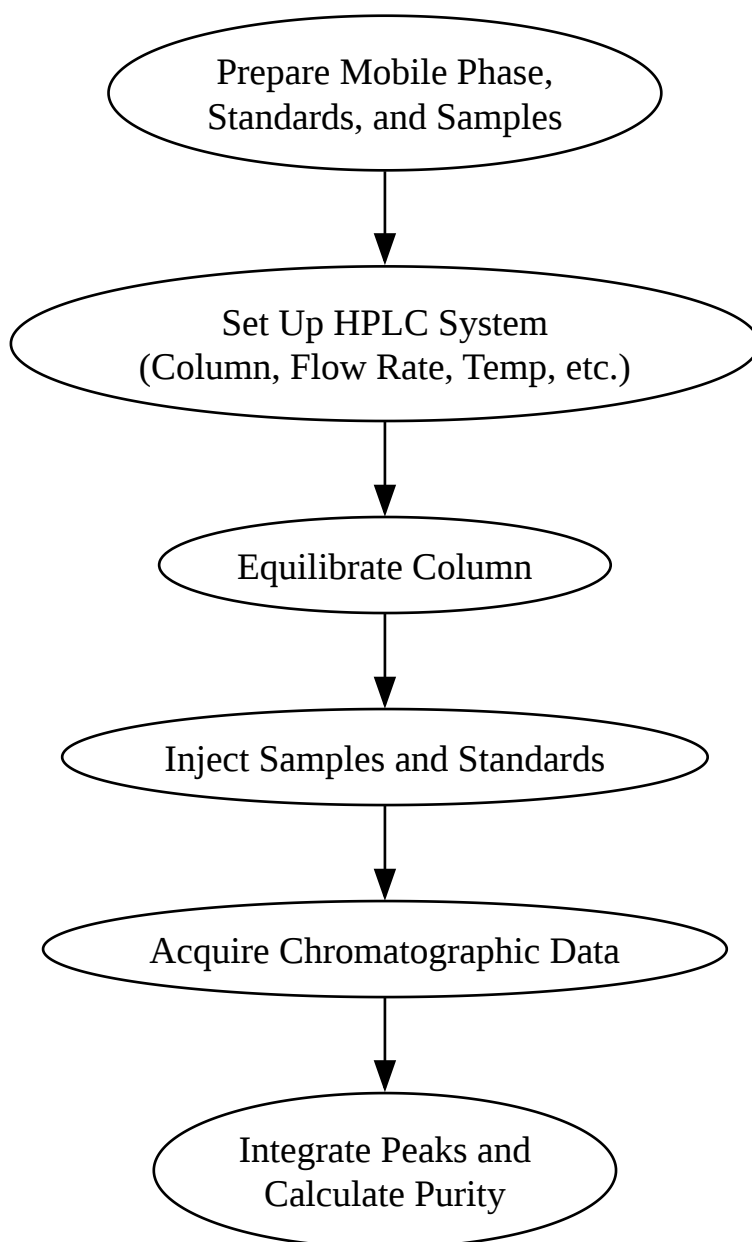 Prepare Mobile Phase,
Standards, and Samples
Set Up HPLC System
(Column, Flow Rate, Temp, etc.)
Equilibrate Column
Inject Samples and Standards
Acquire Chromatographic Data
Integrate Peaks and
Calculate Purity